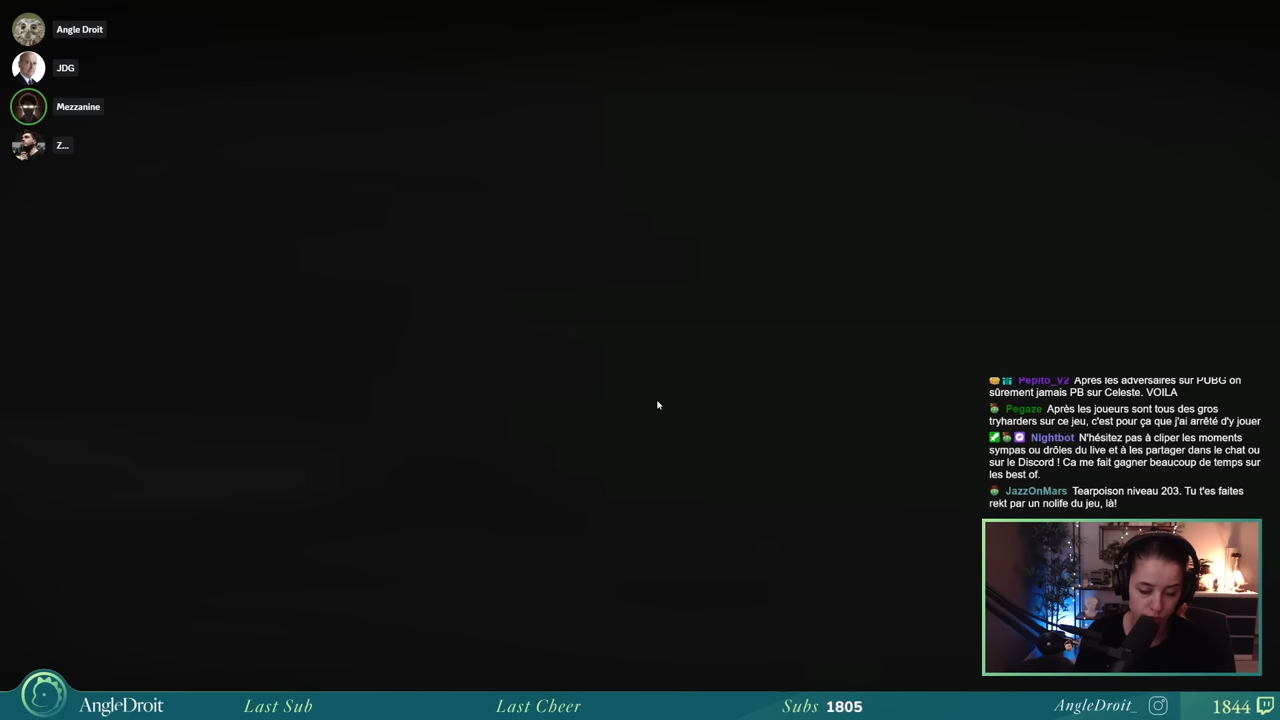 Angle Droit
JDG
Mezzanine
Z...
Pepito_V2 Après les adversaires sur PUBG on
sûrement jamais PB sur Celeste. VOILA
Pegaze Après les joueurs sont tous des gros
tryharders sur ce jeu, c'est pour ça que j'ai arrêté d'y jouer
Nightbot N'hésitez pas à cliper les moments
sympas ou drôles du live et à les partager dans le chat ou
sur le Discord ! Ca me fait gagner beaucoup de temps sur
les best of.
JazzOnMars Tearpoison niveau 203. Tu t'es faites
rekt par un nolife du jeu, là!
AngleDroit
Last Sub
Last Cheer
Subs 1805
AngleDroit_
1844